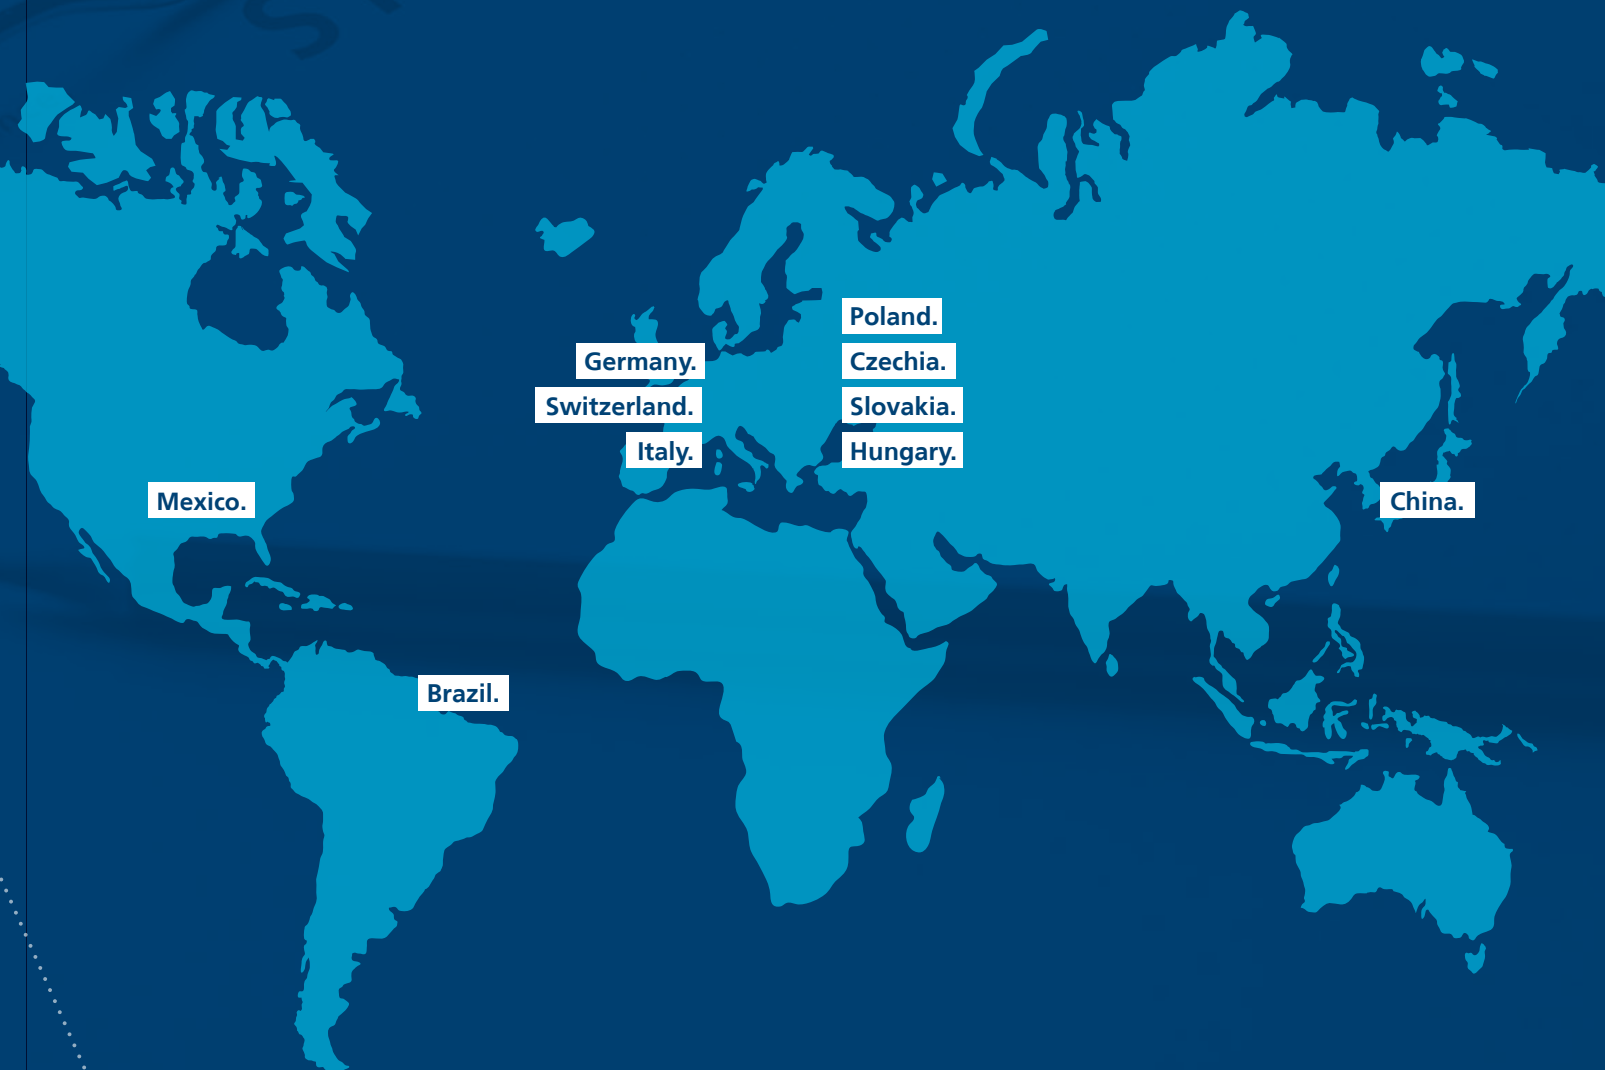 Poland.
Germany.
Czechia.
Switzerland.
Slovakia.
Italy.
Hungary.
Mexico.
China.
Brazil.